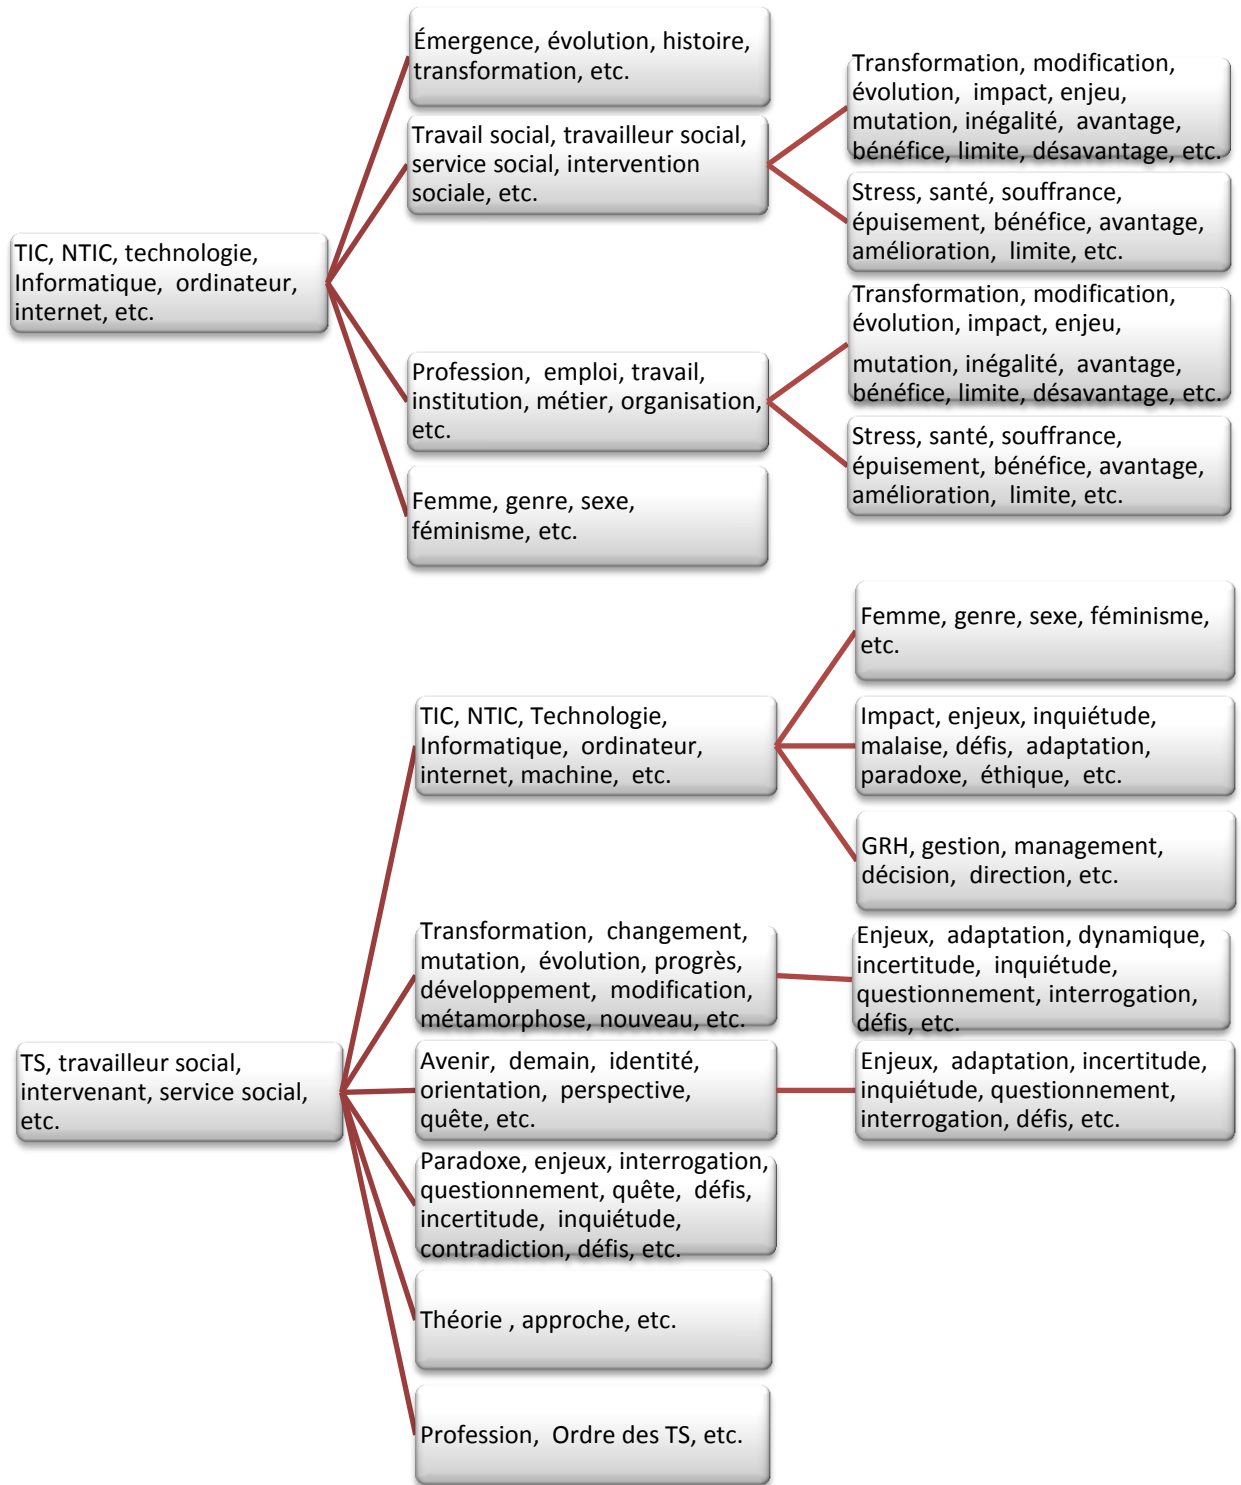 Émergence, évolution, histoire,
transformation, etc.
Transformation, modification,
évolution, impact, enjeu,
mutation, inégalité, avantage,
bénéfice, limite, désavantage, etc.
Travail social, travailleur social,
service social, intervention
sociale, etc.
Stress, santé, souffrance,
épuisement, bénéfice, avantage,
amélioration, limite, etc.
TIC, NTIC, technologie,
Informatique, ordinateur,
internet, etc.
Transformation, modification,
évolution, impact, enjeu,
mutation, inégalité, avantage,
bénéfice, limite, désavantage, etc.
Profession, emploi, travail,
institution, métier, organisation,
etc.
Stress, santé, souffrance,
épuisement, bénéfice, avantage,
amélioration, limite, etc.
Femme, genre, sexe,
féminisme, etc.
Femme, genre, sexe, féminisme,
etc.
TIC, NTIC, Technologie,
Informatique, ordinateur,
internet, machine, etc.
Impact, enjeux, inquiétude,
malaise, défis, adaptation,
paradoxe, éthique, etc.
GRH, gestion, management,
décision, direction, etc.
Transformation, changement,
mutation, évolution, progrès,
développement, modification,
métamorphose, nouveau, etc.
Enjeux, adaptation, dynamique,
incertitude, inquiétude,
questionnement, interrogation,
défis, etc.
TS, travailleur social,
intervenant, service social,
etc.
Avenir, demain, identité,
orientation, perspective,
quête, etc.
Enjeux, adaptation, incertitude,
inquiétude, questionnement,
interrogation, défis, etc.
Paradoxe, enjeux, interrogation,
questionnement, quête, défis,
incertitude, inquiétude,
contradiction, défis, etc.
Théorie , approche, etc.
Profession, Ordre des TS, etc.